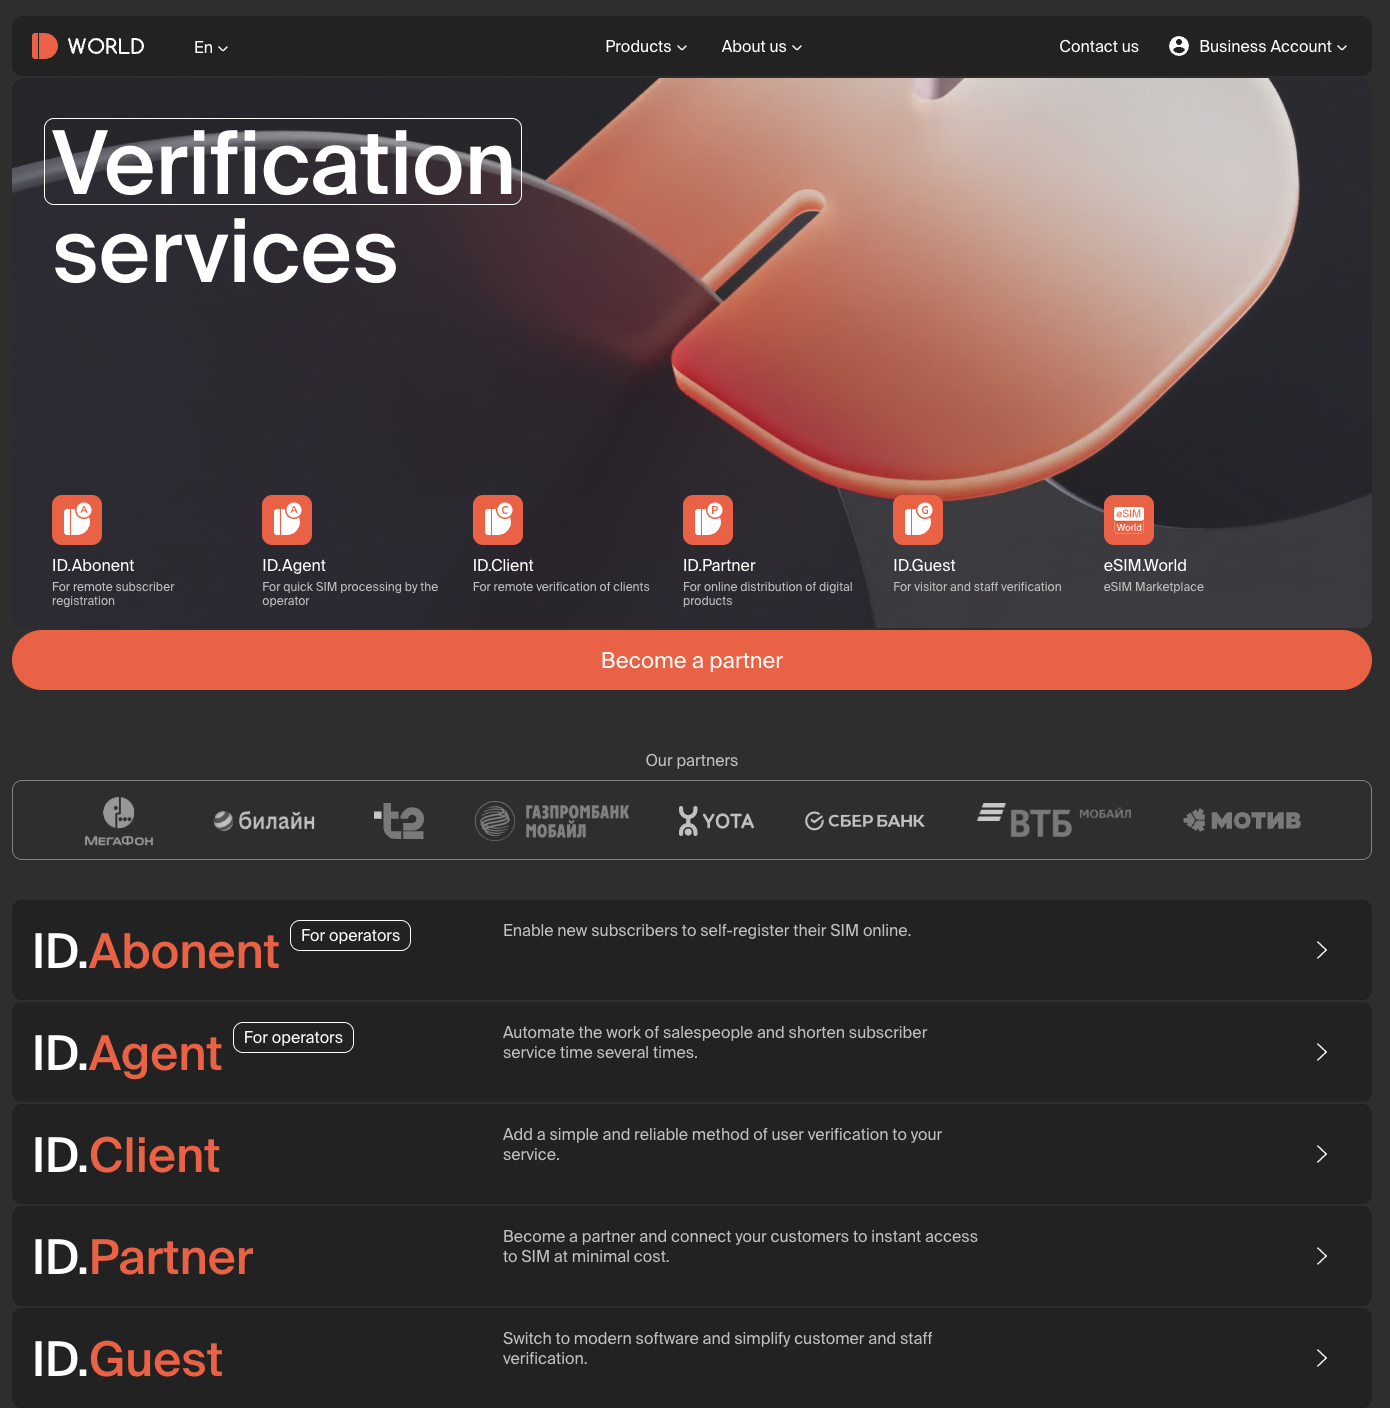 WORLD
En
Products
About us
Contact us
Business Account
Verification
services
A
ID.Abonent
For remote subscriber
registration
A
ID.Agent
For quick SIM processing by the
operator
C
ID.Client
For remote verification of clients
P
ID.Partner
For online distribution of digital
products
G
ID.Guest
For visitor and staff verification
eSIM
World
eSIM.World
eSIM Marketplace
Become a partner
Our partners
МЕГАФОН
билайн
t2
ГАЗПРОМБАНК
МОБАЙЛ
YOTA
СБЕР БАНК
ВТБ МОБАЙЛ
МОТИВ
ID.Abonent
For operators
Enable new subscribers to self-register their SIM online.
ID.Agent
For operators
Automate the work of salespeople and shorten subscriber
service time several times.
ID.Client
Add a simple and reliable method of user verification to your
service.
ID.Partner
Become a partner and connect your customers to instant access
to SIM at minimal cost.
ID.Guest
Switch to modern software and simplify customer and staff
verification.